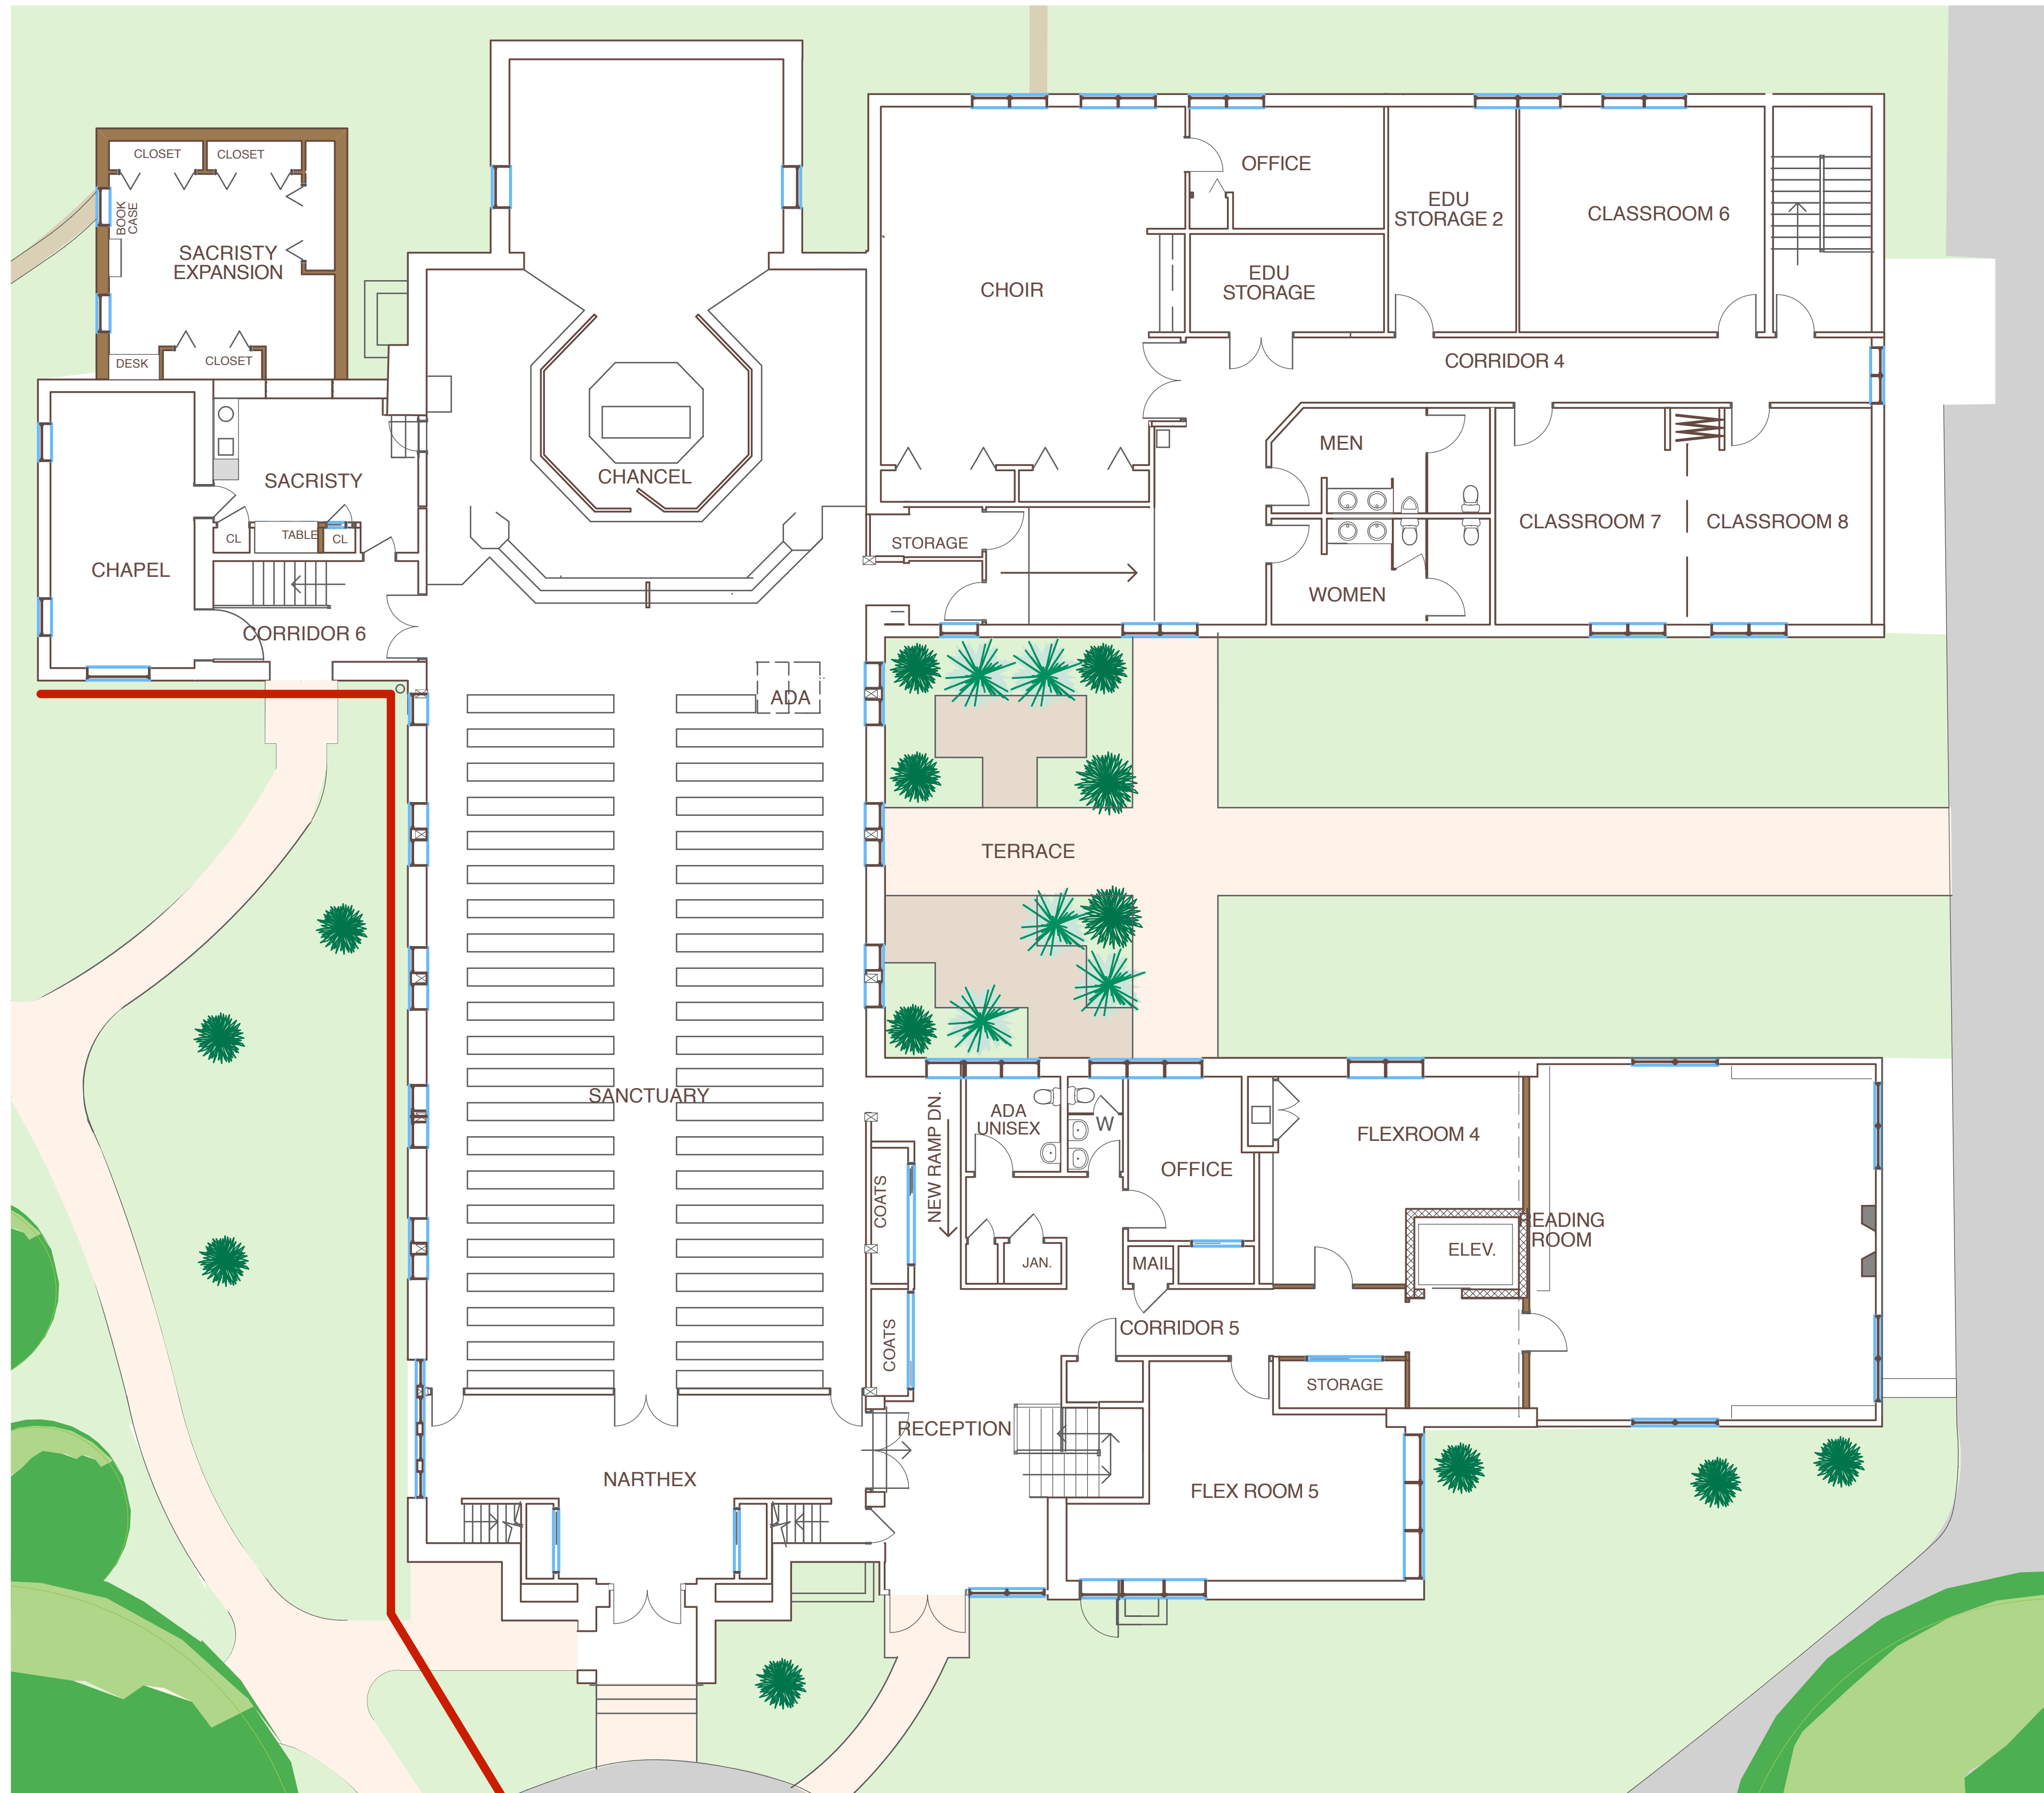 CLOSET
CLOSET
BOOK
CASE
SACRISTY
EXPANSION
DESK
CLOSET
OFFICE
EDU
STORAGE 2
CLASSROOM 6
CHOIR
EDU
STORAGE
CORRIDOR 4
SACRISTY
CHANCEL
MEN
CL
TABLE
CL
STORAGE
CLASSROOM 7
CLASSROOM 8
CHAPEL
WOMEN
CORRIDOR 6
ADA
TERRACE
SANCTUARY
NEW RAMP DN.
ADA
UNISEX
W
FLEXROOM 4
OFFICE
COATS
READING
ROOM
ELEV.
JAN.
MAIL
COATS
CORRIDOR 5
STORAGE
RECEPTION
NARTHEX
FLEX ROOM 5